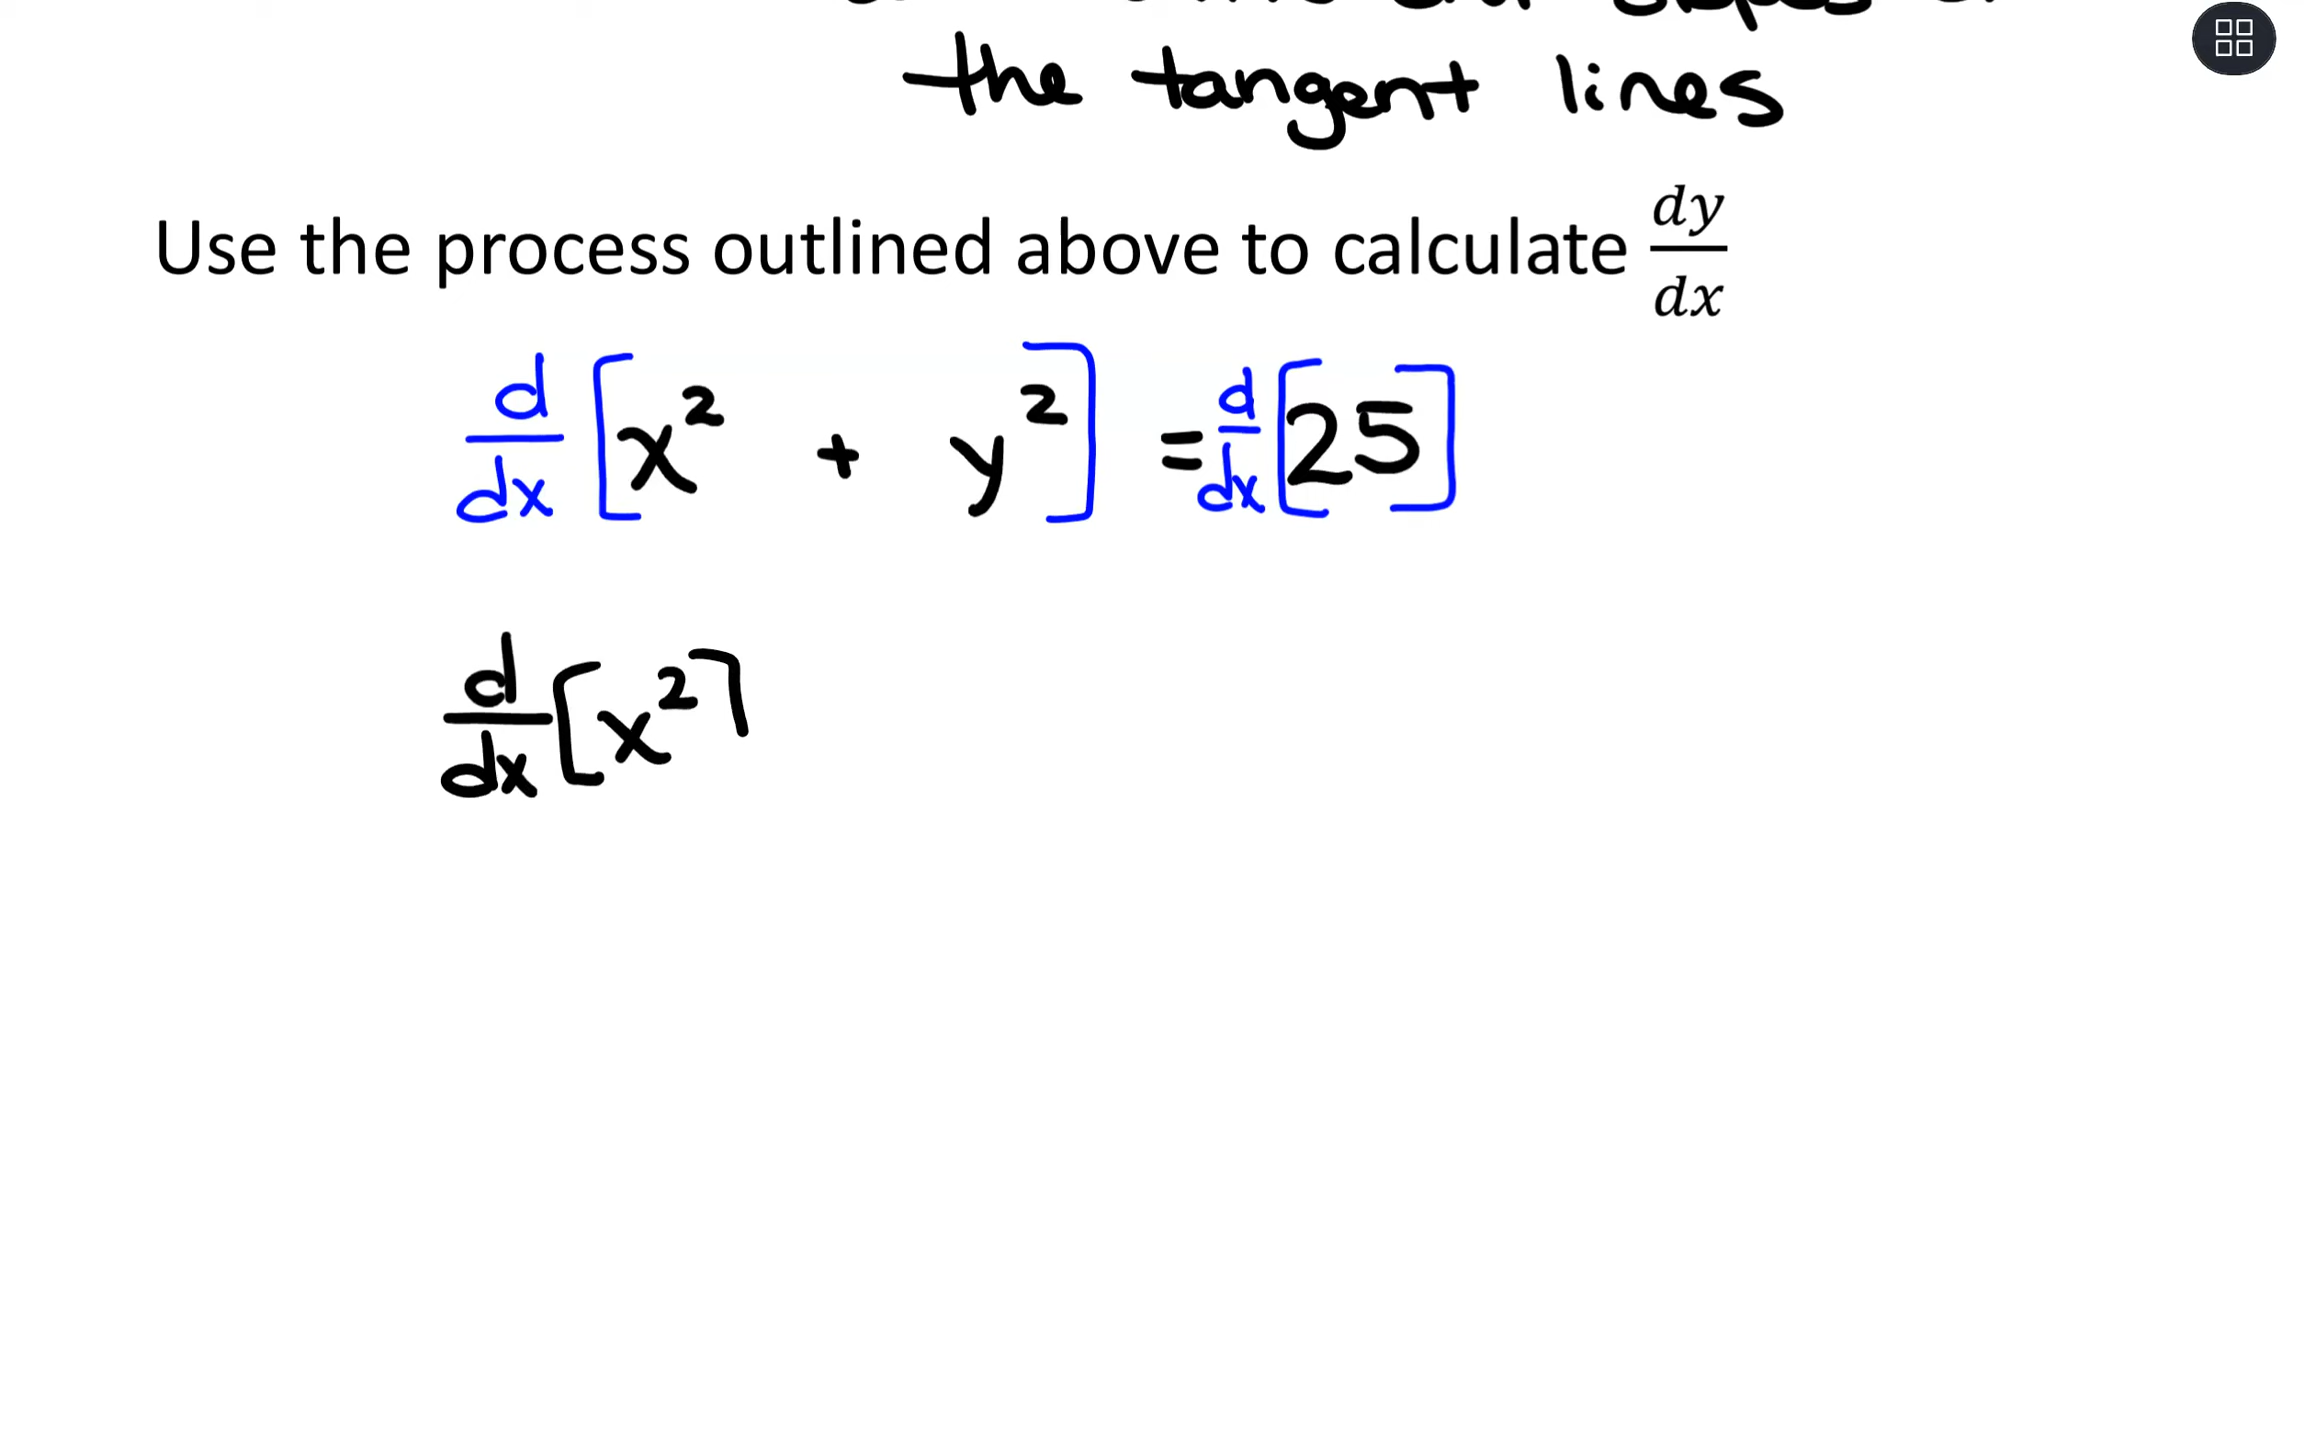 the tangent lines
Use the process outlined above to calculate dy/dx
d/dx [x² + y²] = d/dx [25]
d/dx [x²]